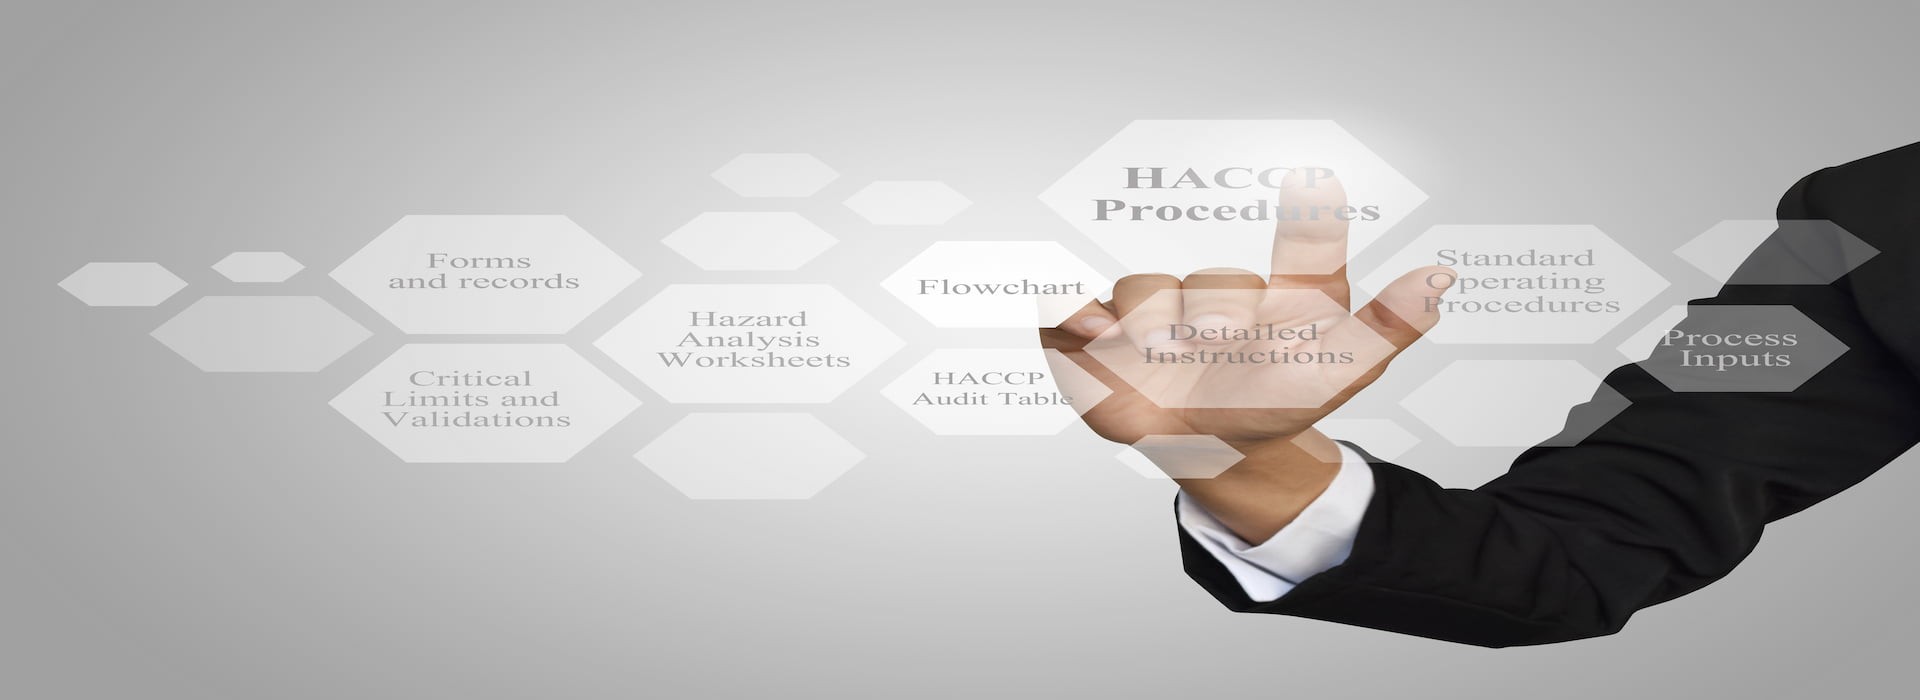 HACCP
Procedures
Forms
and records
Hazard
Analysis
Worksheets
Critical
Limits and
Validations
Flowchart
HACCP
Audit Table
Detailed
Instructions
Standard
Operating
Procedures
Process
Inputs